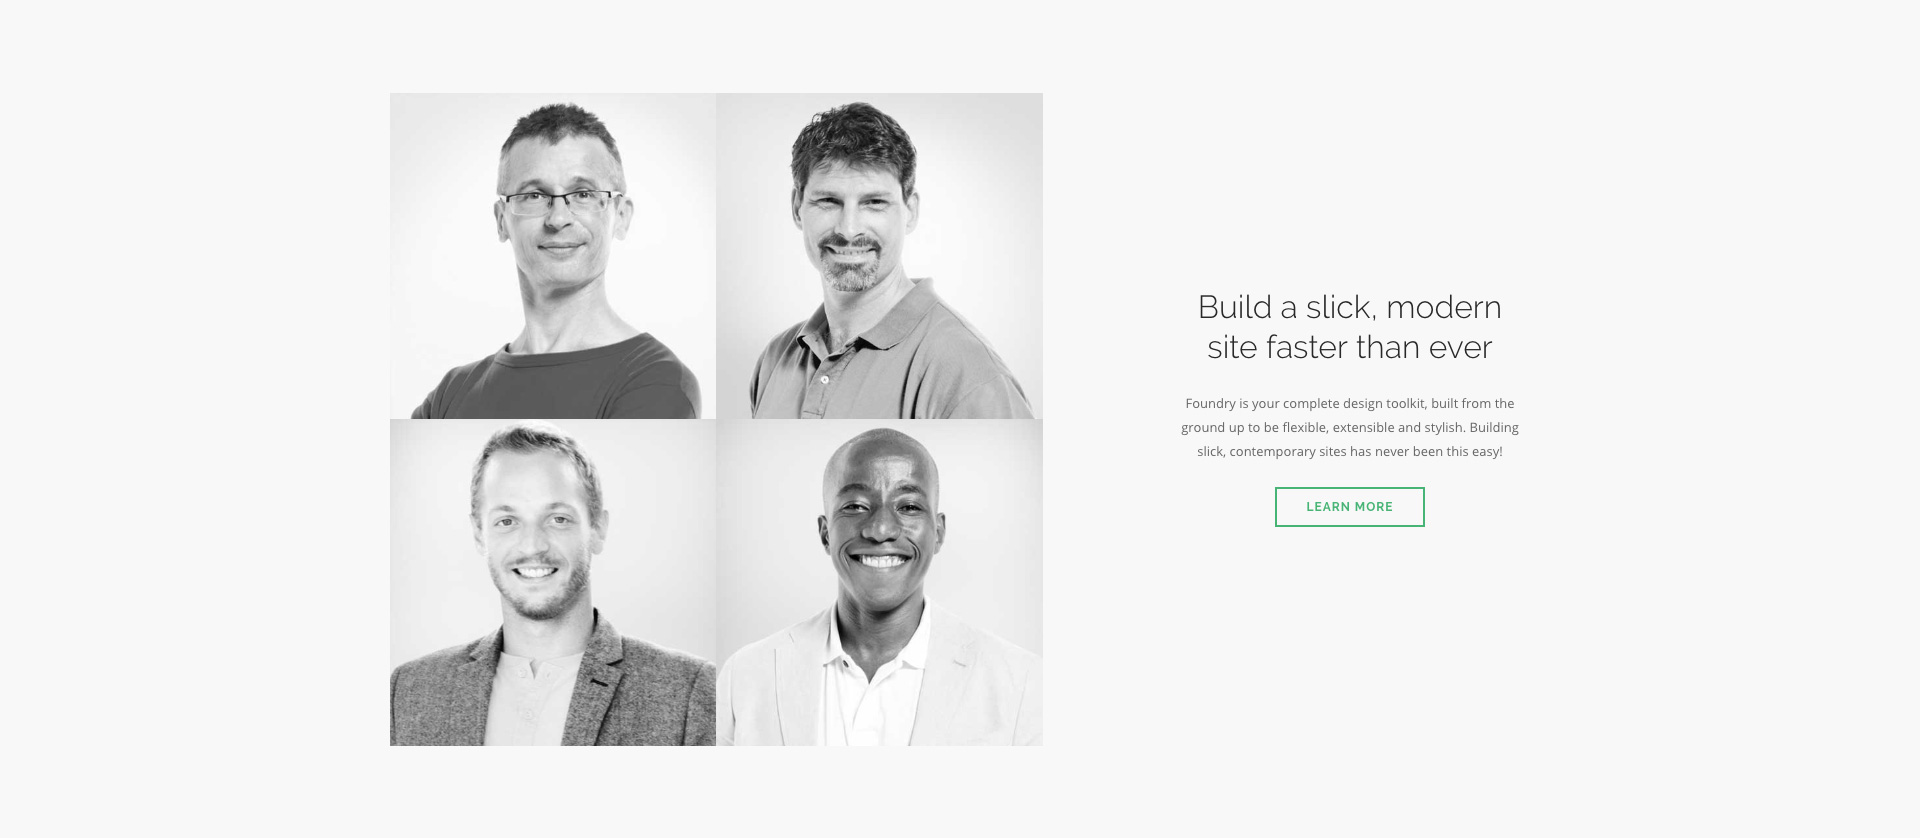 Build a slick, modern
site faster than ever
Foundry is your complete design toolkit, built from the
ground up to be flexible, extensible and stylish. Building
slick, contemporary sites has never been this easy!
LEARN MORE